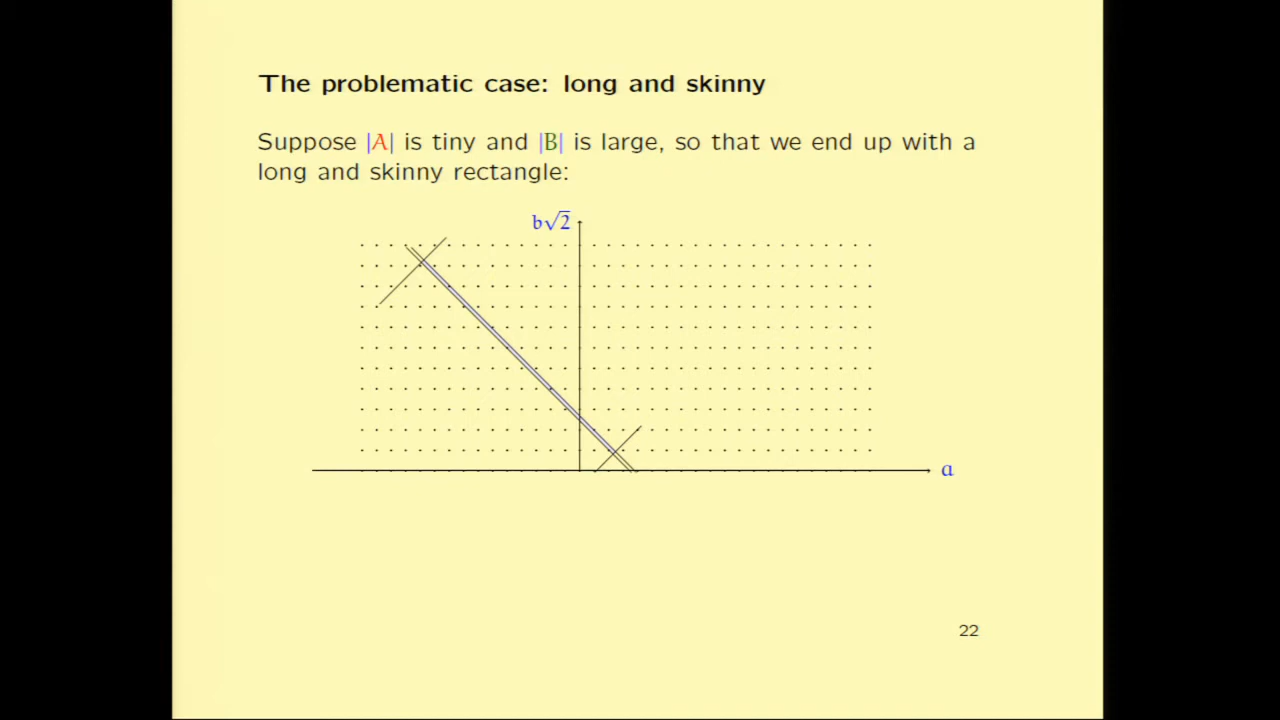 The problematic case: long and skinny
Suppose |A| is tiny and |B| is large, so that we end up with a
long and skinny rectangle:
b√2
a
22